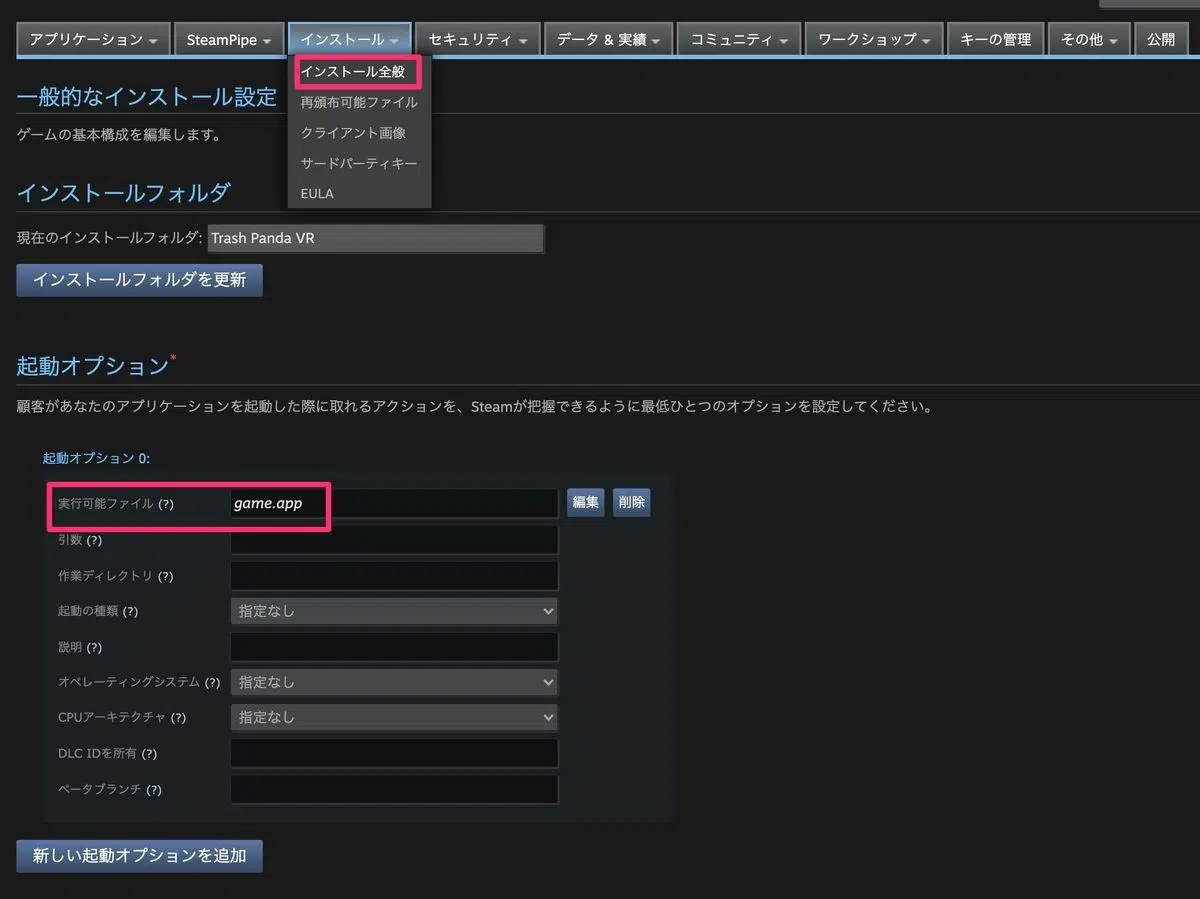 アプリケーション SteamPipe インストール セキュリティ データ & 実績 コミュニティ ワークショップ キーの管理 その他 公開
インストール全般
再頒布可能ファイル
クライアント画像
サードパーティキー
EULA
一般的なインストール設定
ゲームの基本構成を編集します。
インストールフォルダ
現在のインストールフォルダ: Trash Panda VR
インストールフォルダを更新
起動オプション*
顧客があなたのアプリケーションを起動した際に取れるアクションを、Steamが把握できるように最低ひとつのオプションを設定してください。
起動オプション 0:
実行可能ファイル (?) game.app 編集 削除
引数 (?)
作業ディレクトリ (?)
起動の種類 (?) 指定なし
説明 (?)
オペレーティングシステム (?) 指定なし
CPUアーキテクチャ (?) 指定なし
DLC IDを所有 (?)
ベータブランチ (?)
新しい起動オプションを追加